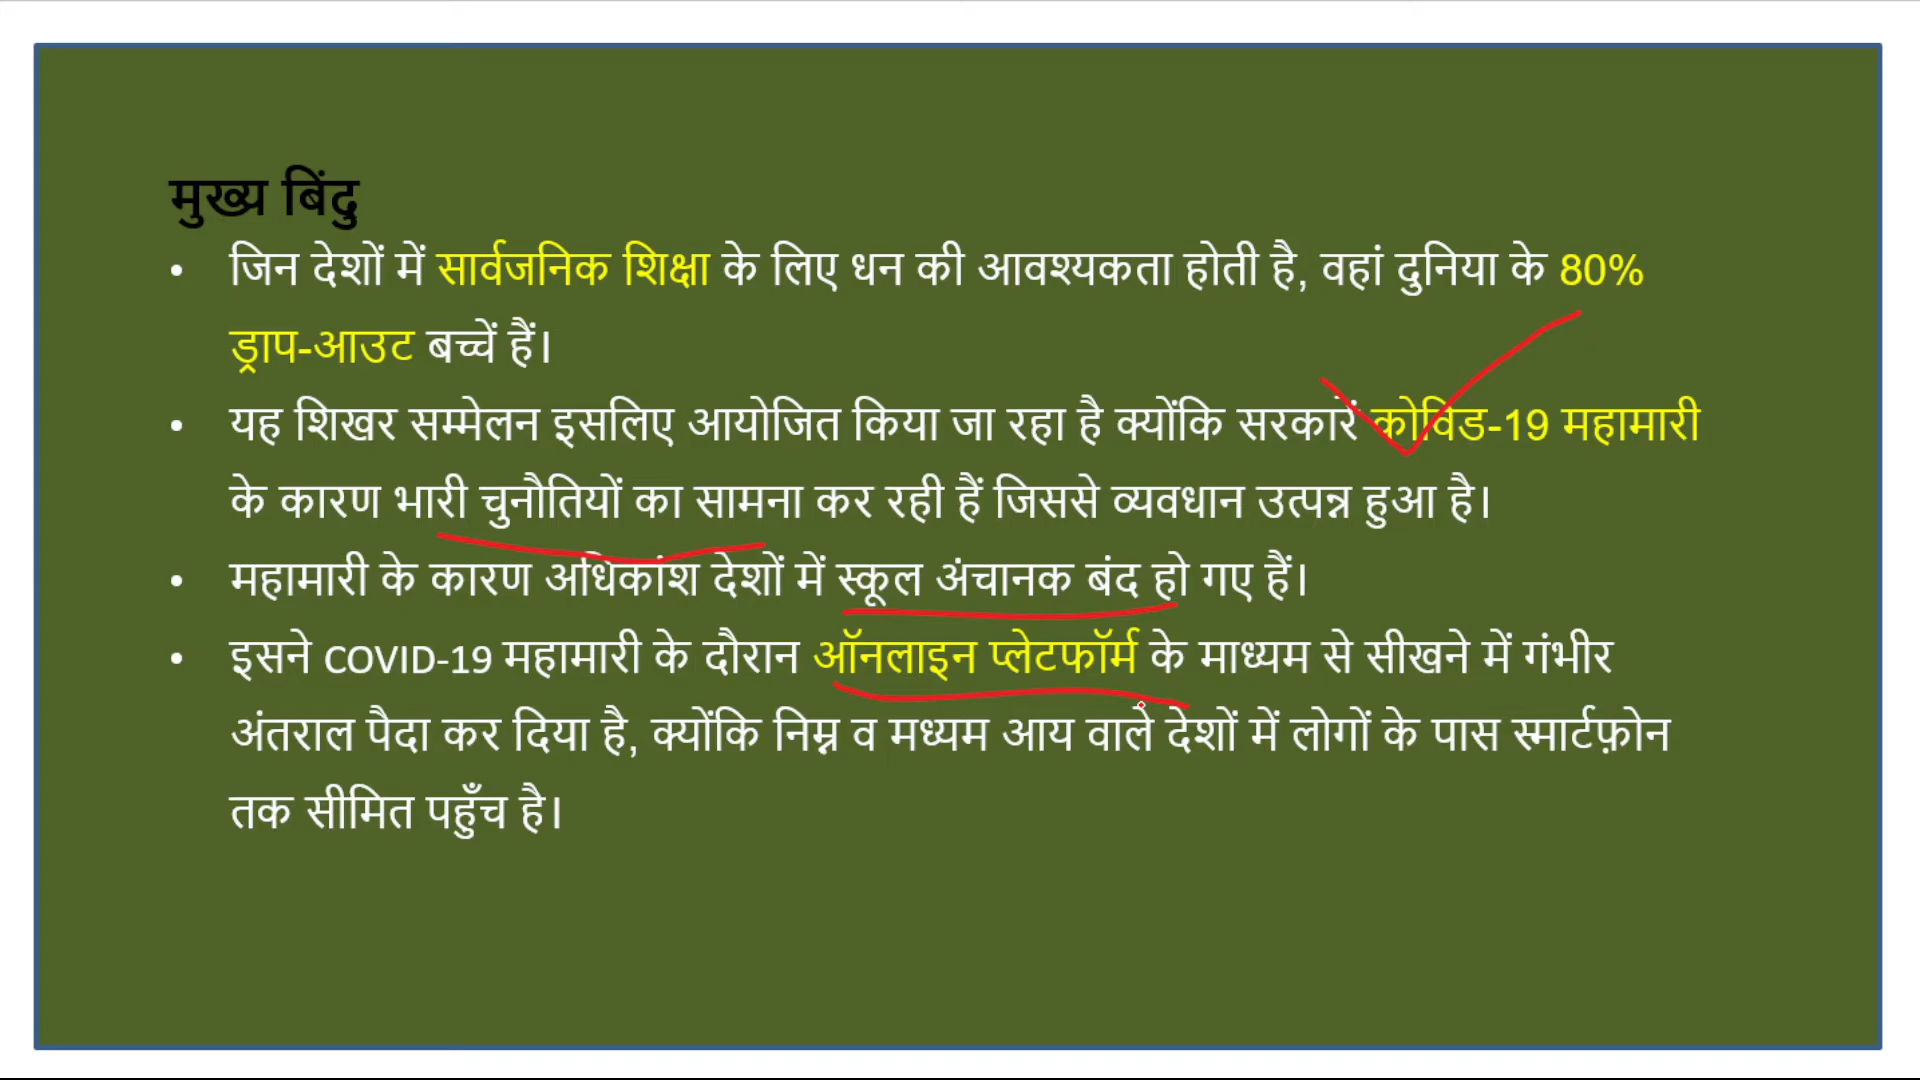 मुख्य बिंदु
• जिन देशों में सार्वजनिक शिक्षा के लिए धन की आवश्यकता होती है, वहां दुनिया के 80%
ड्राप-आउट बच्चें हैं।
• यह शिखर सम्मेलन इसलिए आयोजित किया जा रहा है क्योंकि सरकारें कोविड-19 महामारी
के कारण भारी चुनौतियों का सामना कर रही हैं जिससे व्यवधान उत्पन्न हुआ है।
• महामारी के कारण अधिकांश देशों में स्कूल अंचानक बंद हो गए हैं।
• इसने COVID-19 महामारी के दौरान ऑनलाइन प्लेटफॉर्म के माध्यम से सीखने में गंभीर
अंतराल पैदा कर दिया है, क्योंकि निम्न व मध्यम आय वाले देशों में लोगों के पास स्मार्टफ़ोन
तक सीमित पहुँच है।